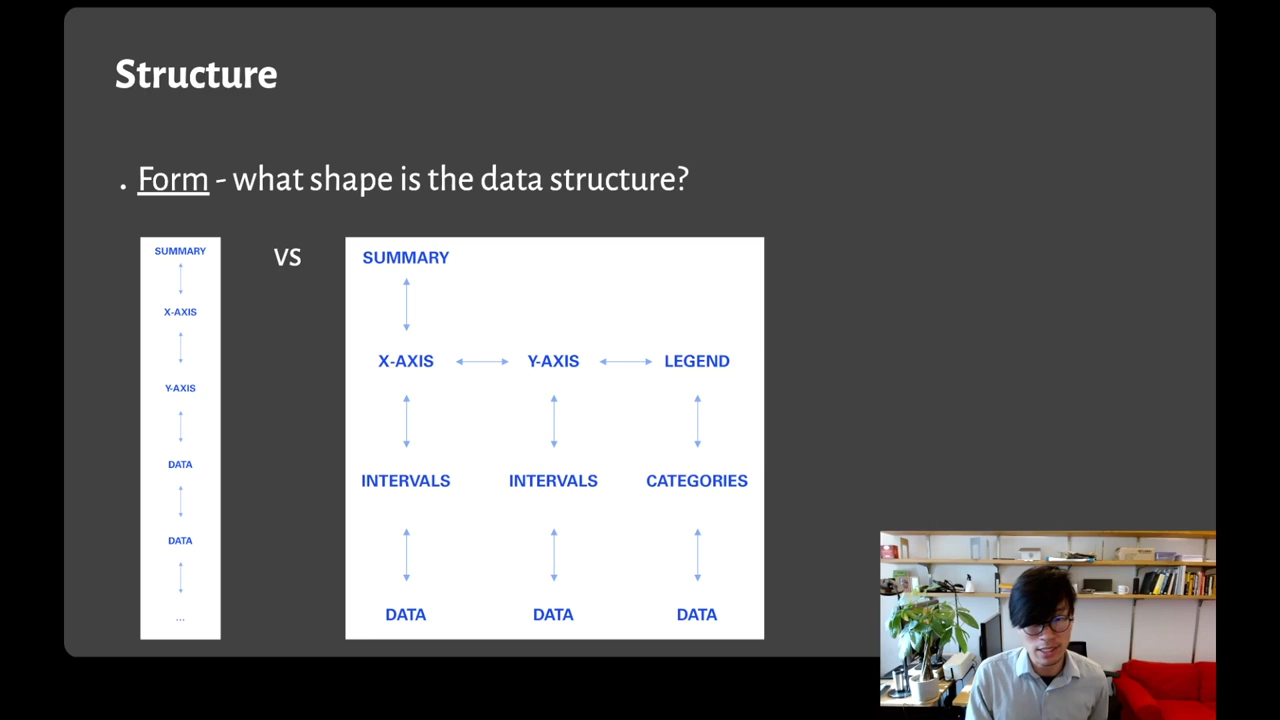 Structure
. Form - what shape is the data structure?
SUMMARY
X-AXIS
Y-AXIS
DATA
DATA
...
VS
SUMMARY
X-AXIS Y-AXIS LEGEND
INTERVALS INTERVALS CATEGORIES
DATA DATA DATA